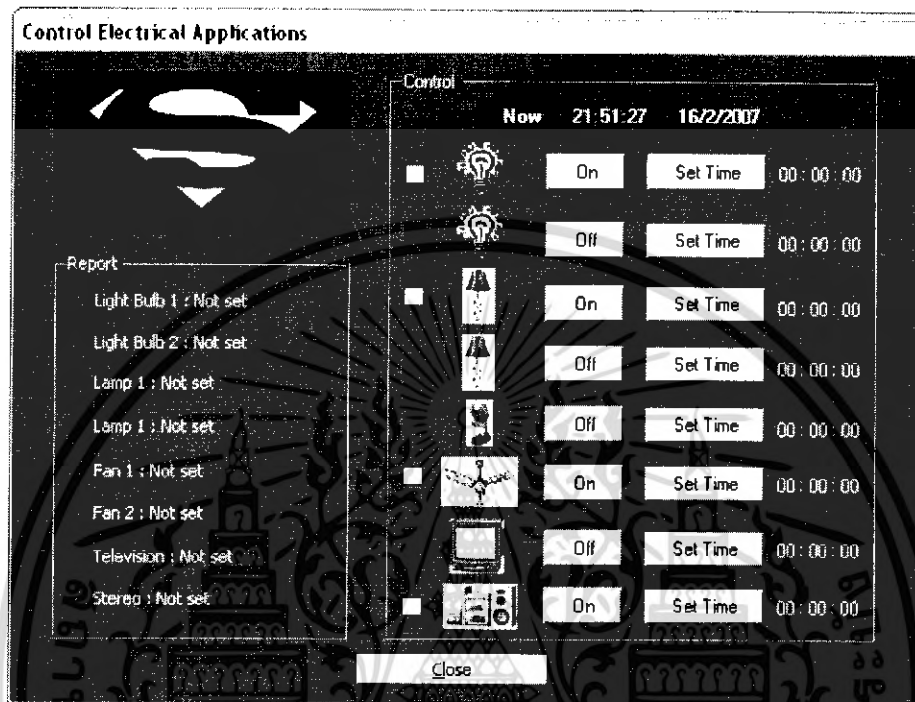 Control Electrical Applications
Control
Now 21:51:27 16/2/2007
On Set Time 00:00:00
Off Set Time 00:00:00
On Set Time 00:00:00
Off Set Time 00:00:00
Off Set Time 00:00:00
On Set Time 00:00:00
Off Set Time 00:00:00
On Set Time 00:00:00
Report
Light Bulb 1 : Not set
Light Bulb 2 : Not set
Lamp 1 : Not set
Lamp 1 : Not set
Fan 1 : Not set
Fan 2 : Not set
Television : Not set
Stereo : Not set
Close